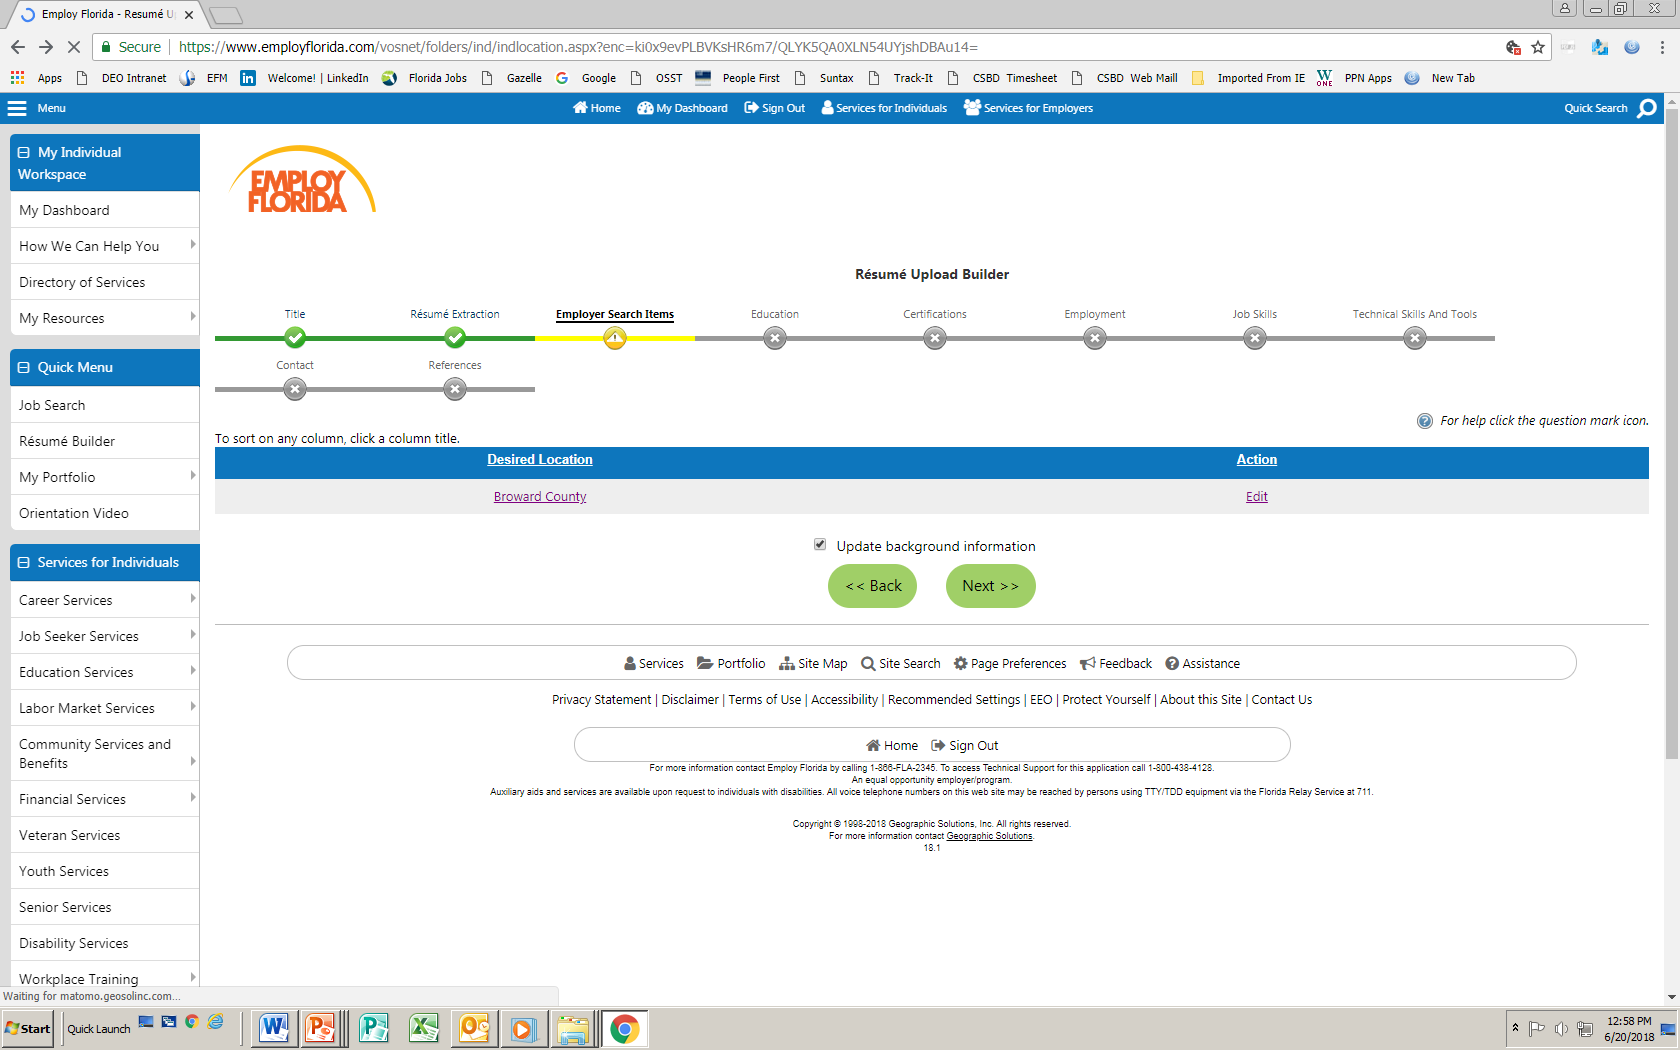 Employ Florida - Resumé U
Secure
https://www.employflorida.com/vosnet/folders/ind/indlocation.aspx?enc=ki0x9evPLBVKsHR6m7/QLYK5QA0XLN54UYjshDBAu14=
Apps DEO Intranet EFM Welcome! | LinkedIn Florida Jobs Gazelle Google OSST People First Suntax Track-It CSBD Timesheet CSBD Web Maill Imported From IE PPN Apps New Tab
Menu Home My Dashboard Sign Out Services for Individuals Services for Employers Quick Search
My Individual
Workspace
My Dashboard
How We Can Help You
Directory of Services
My Resources
Quick Menu
Job Search
Résumé Builder
My Portfolio
Orientation Video
Services for Individuals
Career Services
Job Seeker Services
Education Services
Labor Market Services
Community Services and
Benefits
Financial Services
Veteran Services
Youth Services
Senior Services
Disability Services
Workplace Training
EMPLOY
FLORIDA
Résumé Upload Builder
Title Résumé Extraction Employer Search Items Education Certifications Employment Job Skills Technical Skills And Tools
Contact References
For help click the question mark icon.
To sort on any column, click a column title.
Desired Location Action
Broward County Edit
Update background information
<< Back Next >>
Services Portfolio Site Map Site Search Page Preferences Feedback Assistance
Privacy Statement | Disclaimer | Terms of Use | Accessibility | Recommended Settings | EEO | Protect Yourself | About this Site | Contact Us
Home Sign Out
For more information contact Employ Florida by calling 1-866-FLA-2345. To access Technical Support for this application call 1-800-438-4128.
An equal opportunity employer/program.
Auxiliary aids and services are available upon request to individuals with disabilities. All voice telephone numbers on this web site may be reached by persons using TTY/TDD equipment via the Florida Relay Service at 711.
Copyright © 1998-2018 Geographic Solutions, Inc. All rights reserved.
For more information contact Geographic Solutions.
18.1
Waiting for matomo.geosolinc.com...
Start Quick Launch
12:58 PM
6/20/2018